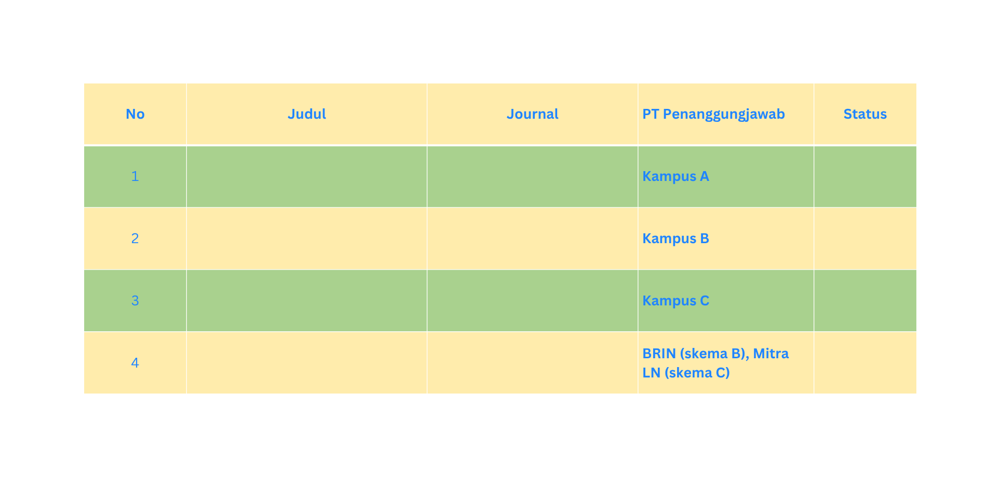 No Judul Journal PT Penanggungjawab Status
1 Kampus A
2 Kampus B
3 Kampus C
4 BRIN (skema B), Mitra
LN (skema C)